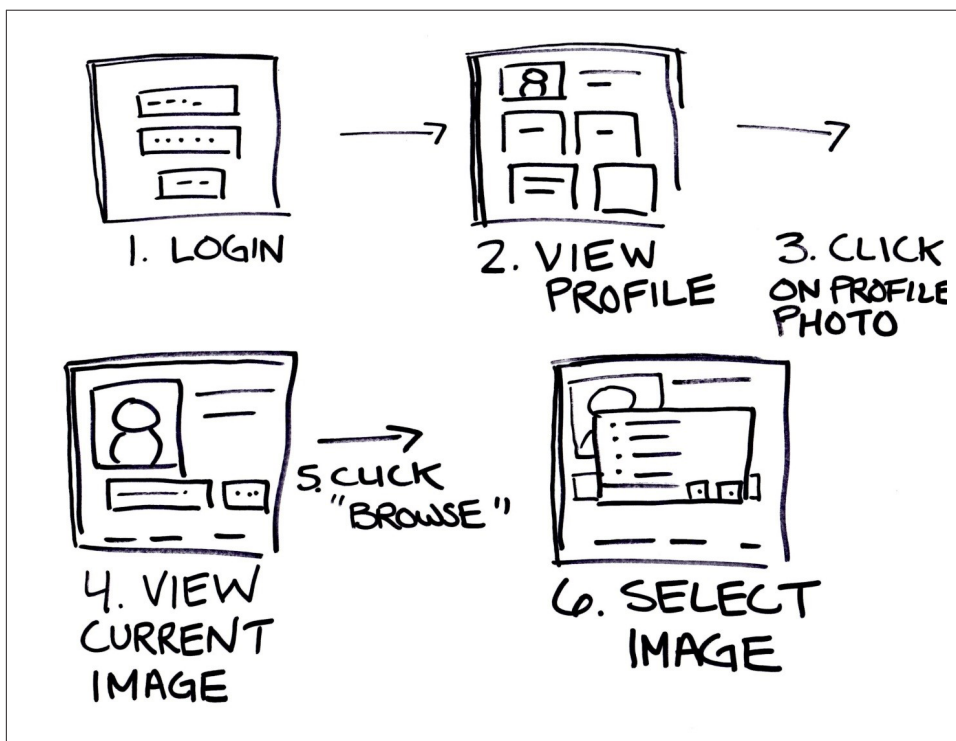 1. LOGIN
2. VIEW
PROFILE
3. CLICK
ON PROFILE
PHOTO
4. VIEW
CURRENT
IMAGE
5. CLICK
"BROWSE"
6. SELECT
IMAGE